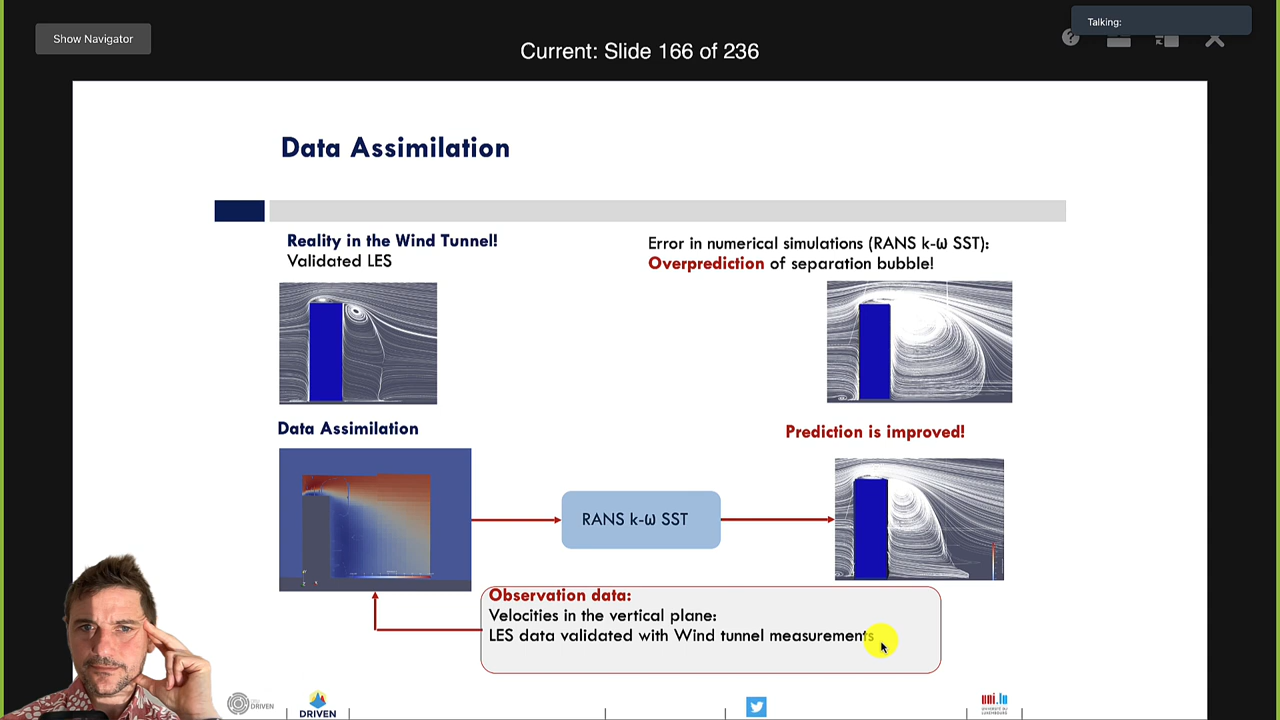 Show Navigator
Talking:
Current: Slide 166 of 236
Data Assimilation
Reality in the Wind Tunnel!
Validated LES
Error in numerical simulations (RANS k-ω SST):
Overprediction of separation bubble!
Data Assimilation
Prediction is improved!
RANS k-ω SST
Observation data:
Velocities in the vertical plane:
LES data validated with Wind tunnel measurements
DRIVEN
DRIVEN
uni.lu
UNIVERSITÉ DU
LUXEMBOURG